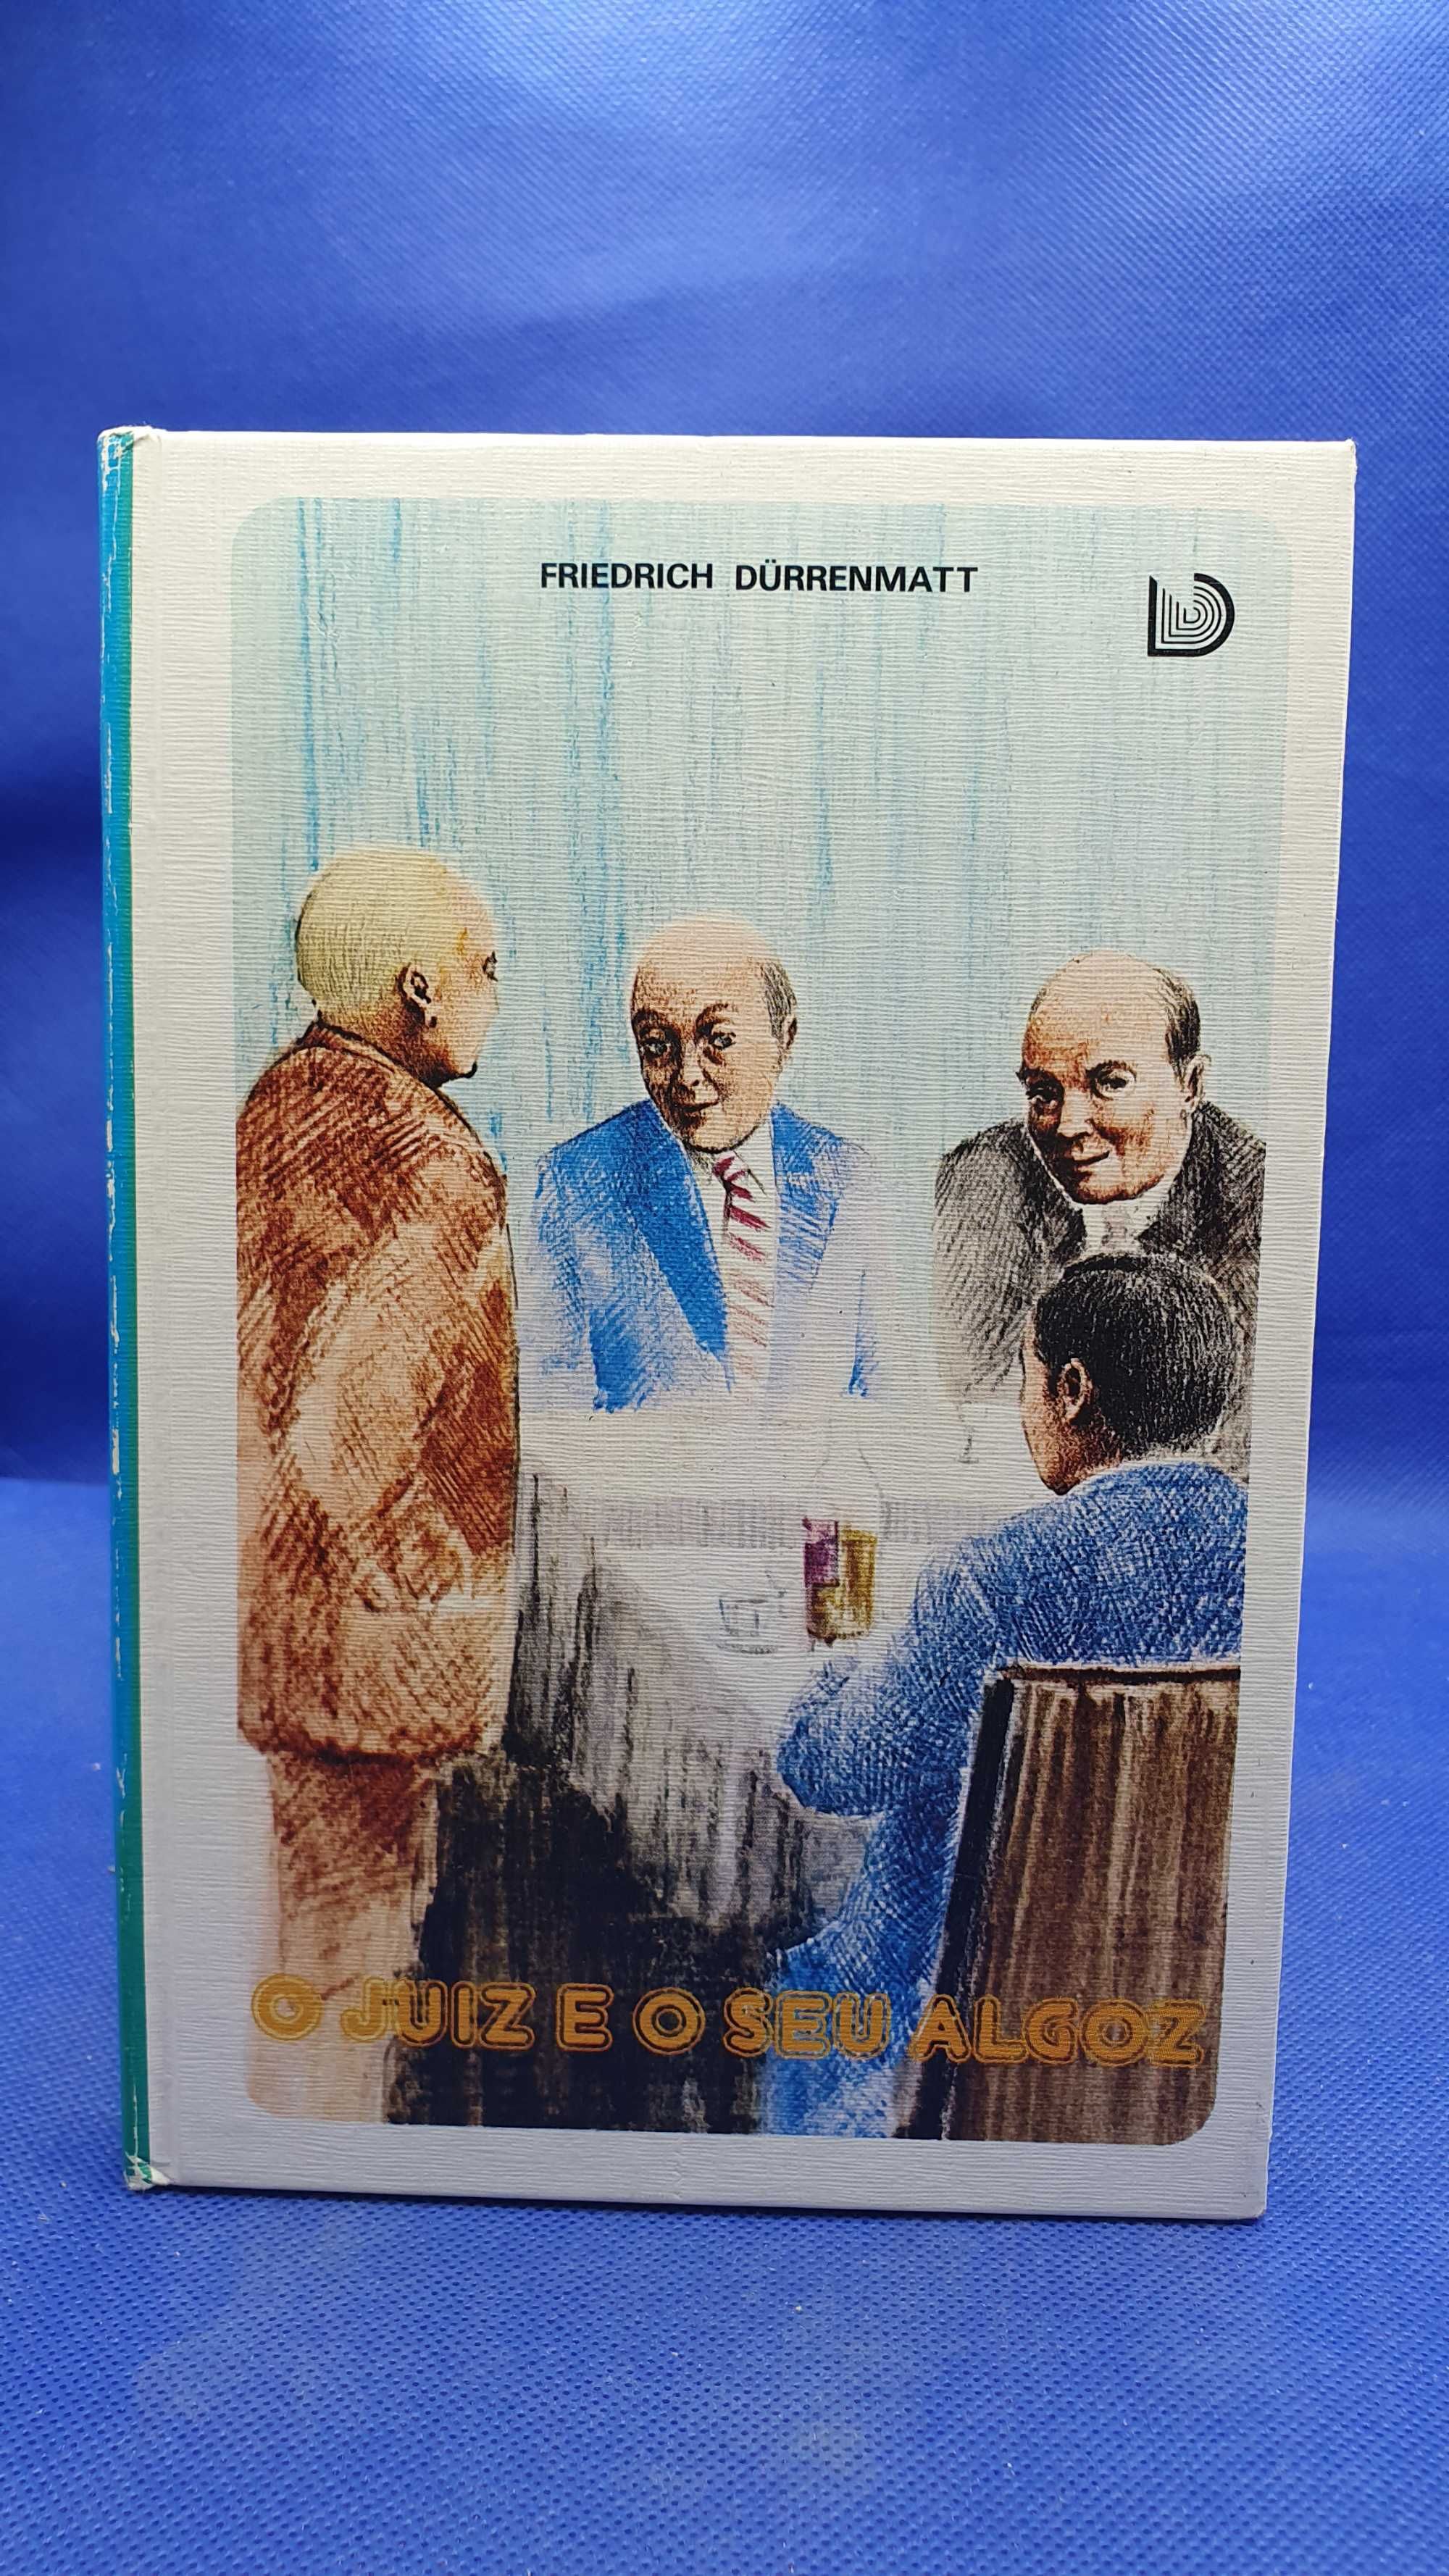 FRIEDRICH DÜRRENMATT
O JUIZ E O SEU ALGOZ